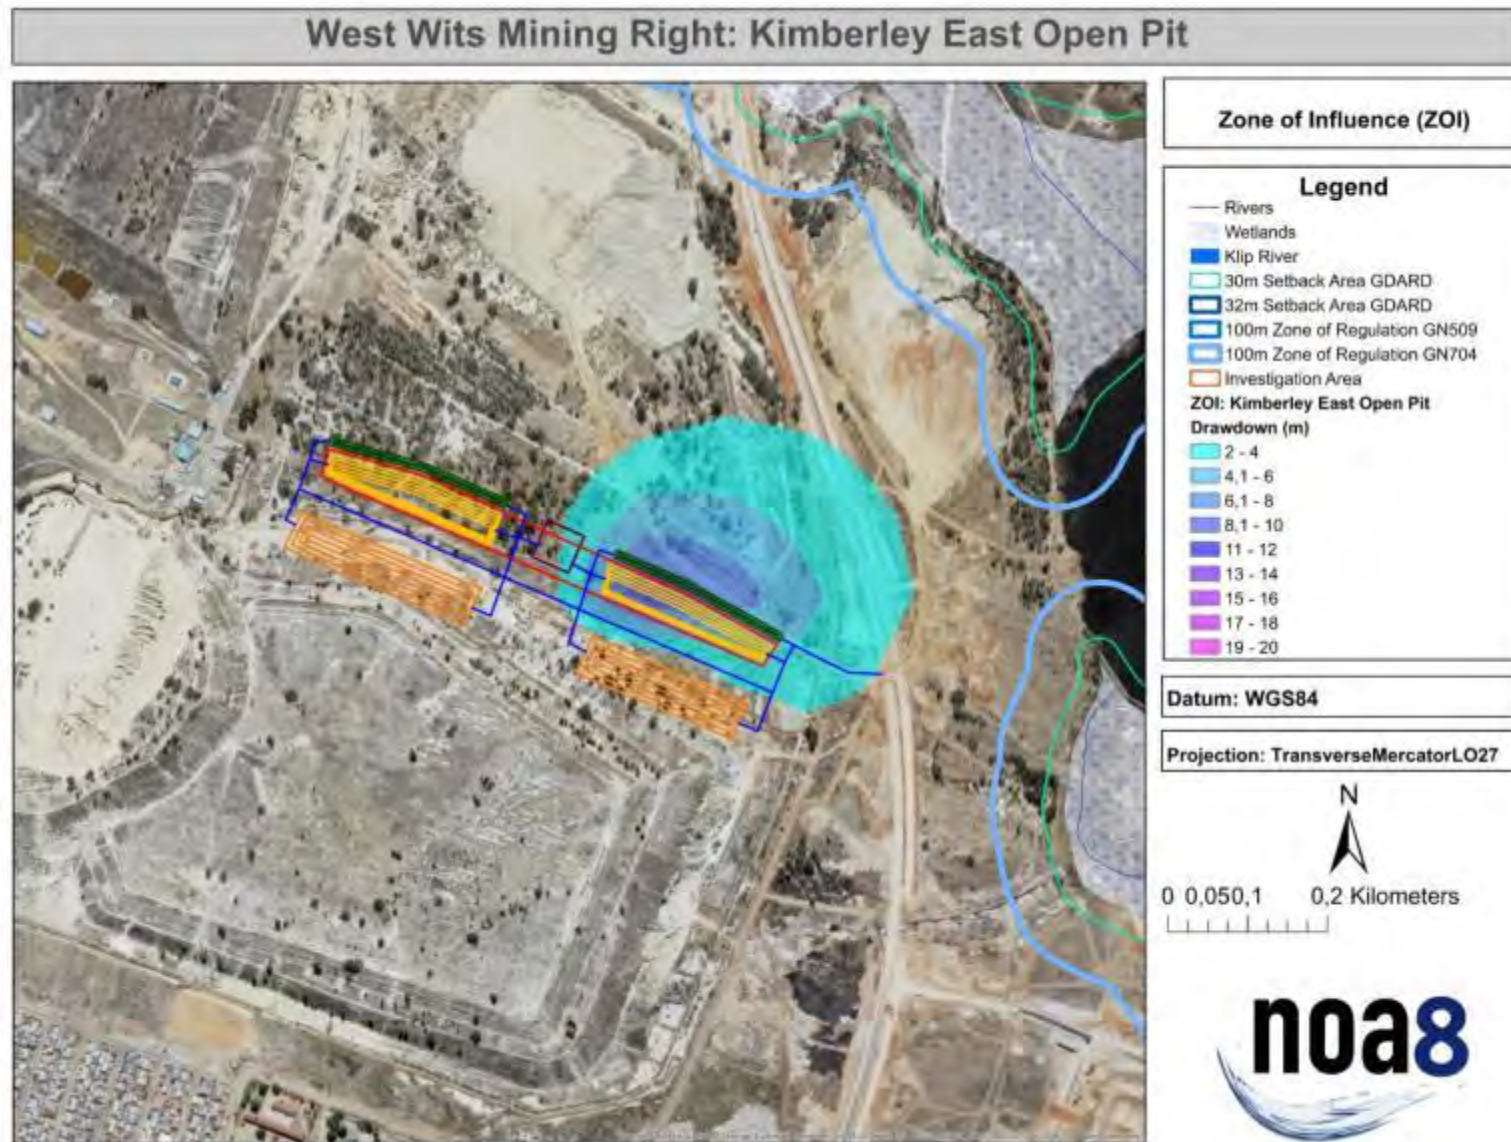 West Wits Mining Right: Kimberley East Open Pit
Zone of Influence (ZOI)
Legend
Rivers
Wetlands
Klip River
30m Setback Area GDARD
32m Setback Area GDARD
100m Zone of Regulation GN509
100m Zone of Regulation GN704
Investigation Area
ZOI: Kimberley East Open Pit
Drawdown (m)
2 - 4
4,1 - 6
6,1 - 8
8,1 - 10
11 - 12
13 - 14
15 - 16
17 - 18
19 - 20
Datum: WGS84
Projection: TransverseMercatorLO27
N
0 0,050,1 0,2 Kilometers
noa8